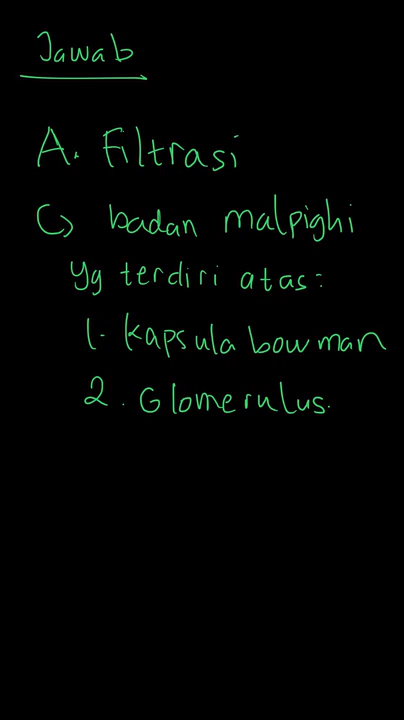 Jawab
A. Filtrasi
↳ badan malpighi
Yg terdiri atas:
1. Kapsula bowman
2. Glomerulus.